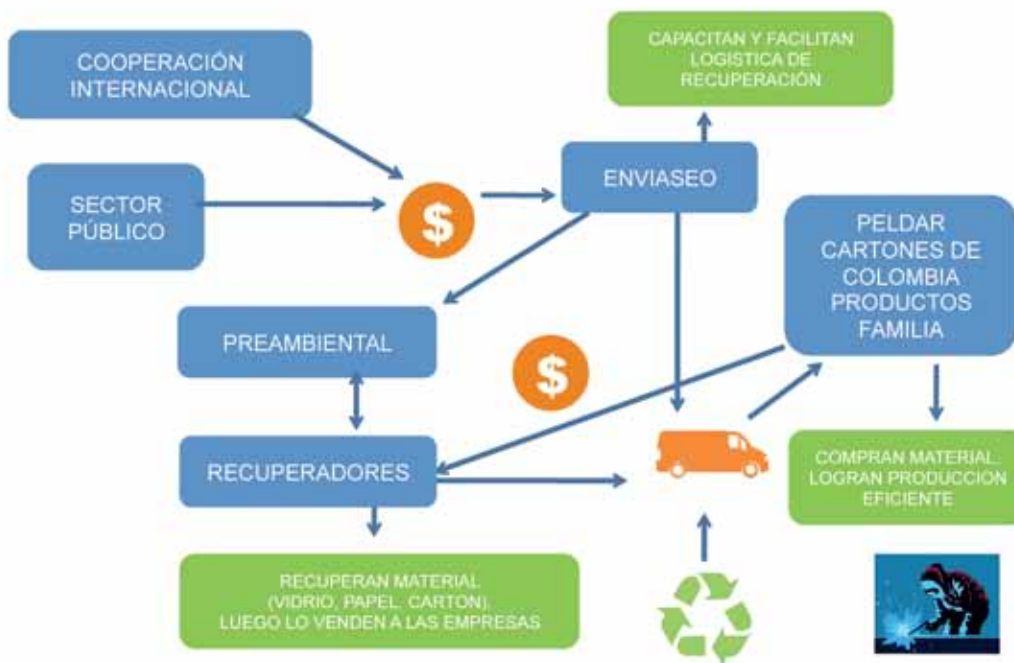 COOPERACIÓN
INTERNACIONAL
CAPACITAN Y FACILITAN
LOGISTICA DE
RECUPERACIÓN
SECTOR
PÚBLICO
$
ENVIASEO
PELDAR
CARTONES DE
COLOMBIA
PRODUCTOS
FAMILIA
PREAMBIENTAL
$
RECUPERADORES
COMPRAN MATERIAL,
LOGRAN PRODUCCION
EFICIENTE
RECUPERAN MATERIAL
(VIDRIO, PAPEL. CARTON),
LUEGO LO VENDEN A LAS EMPRESAS.